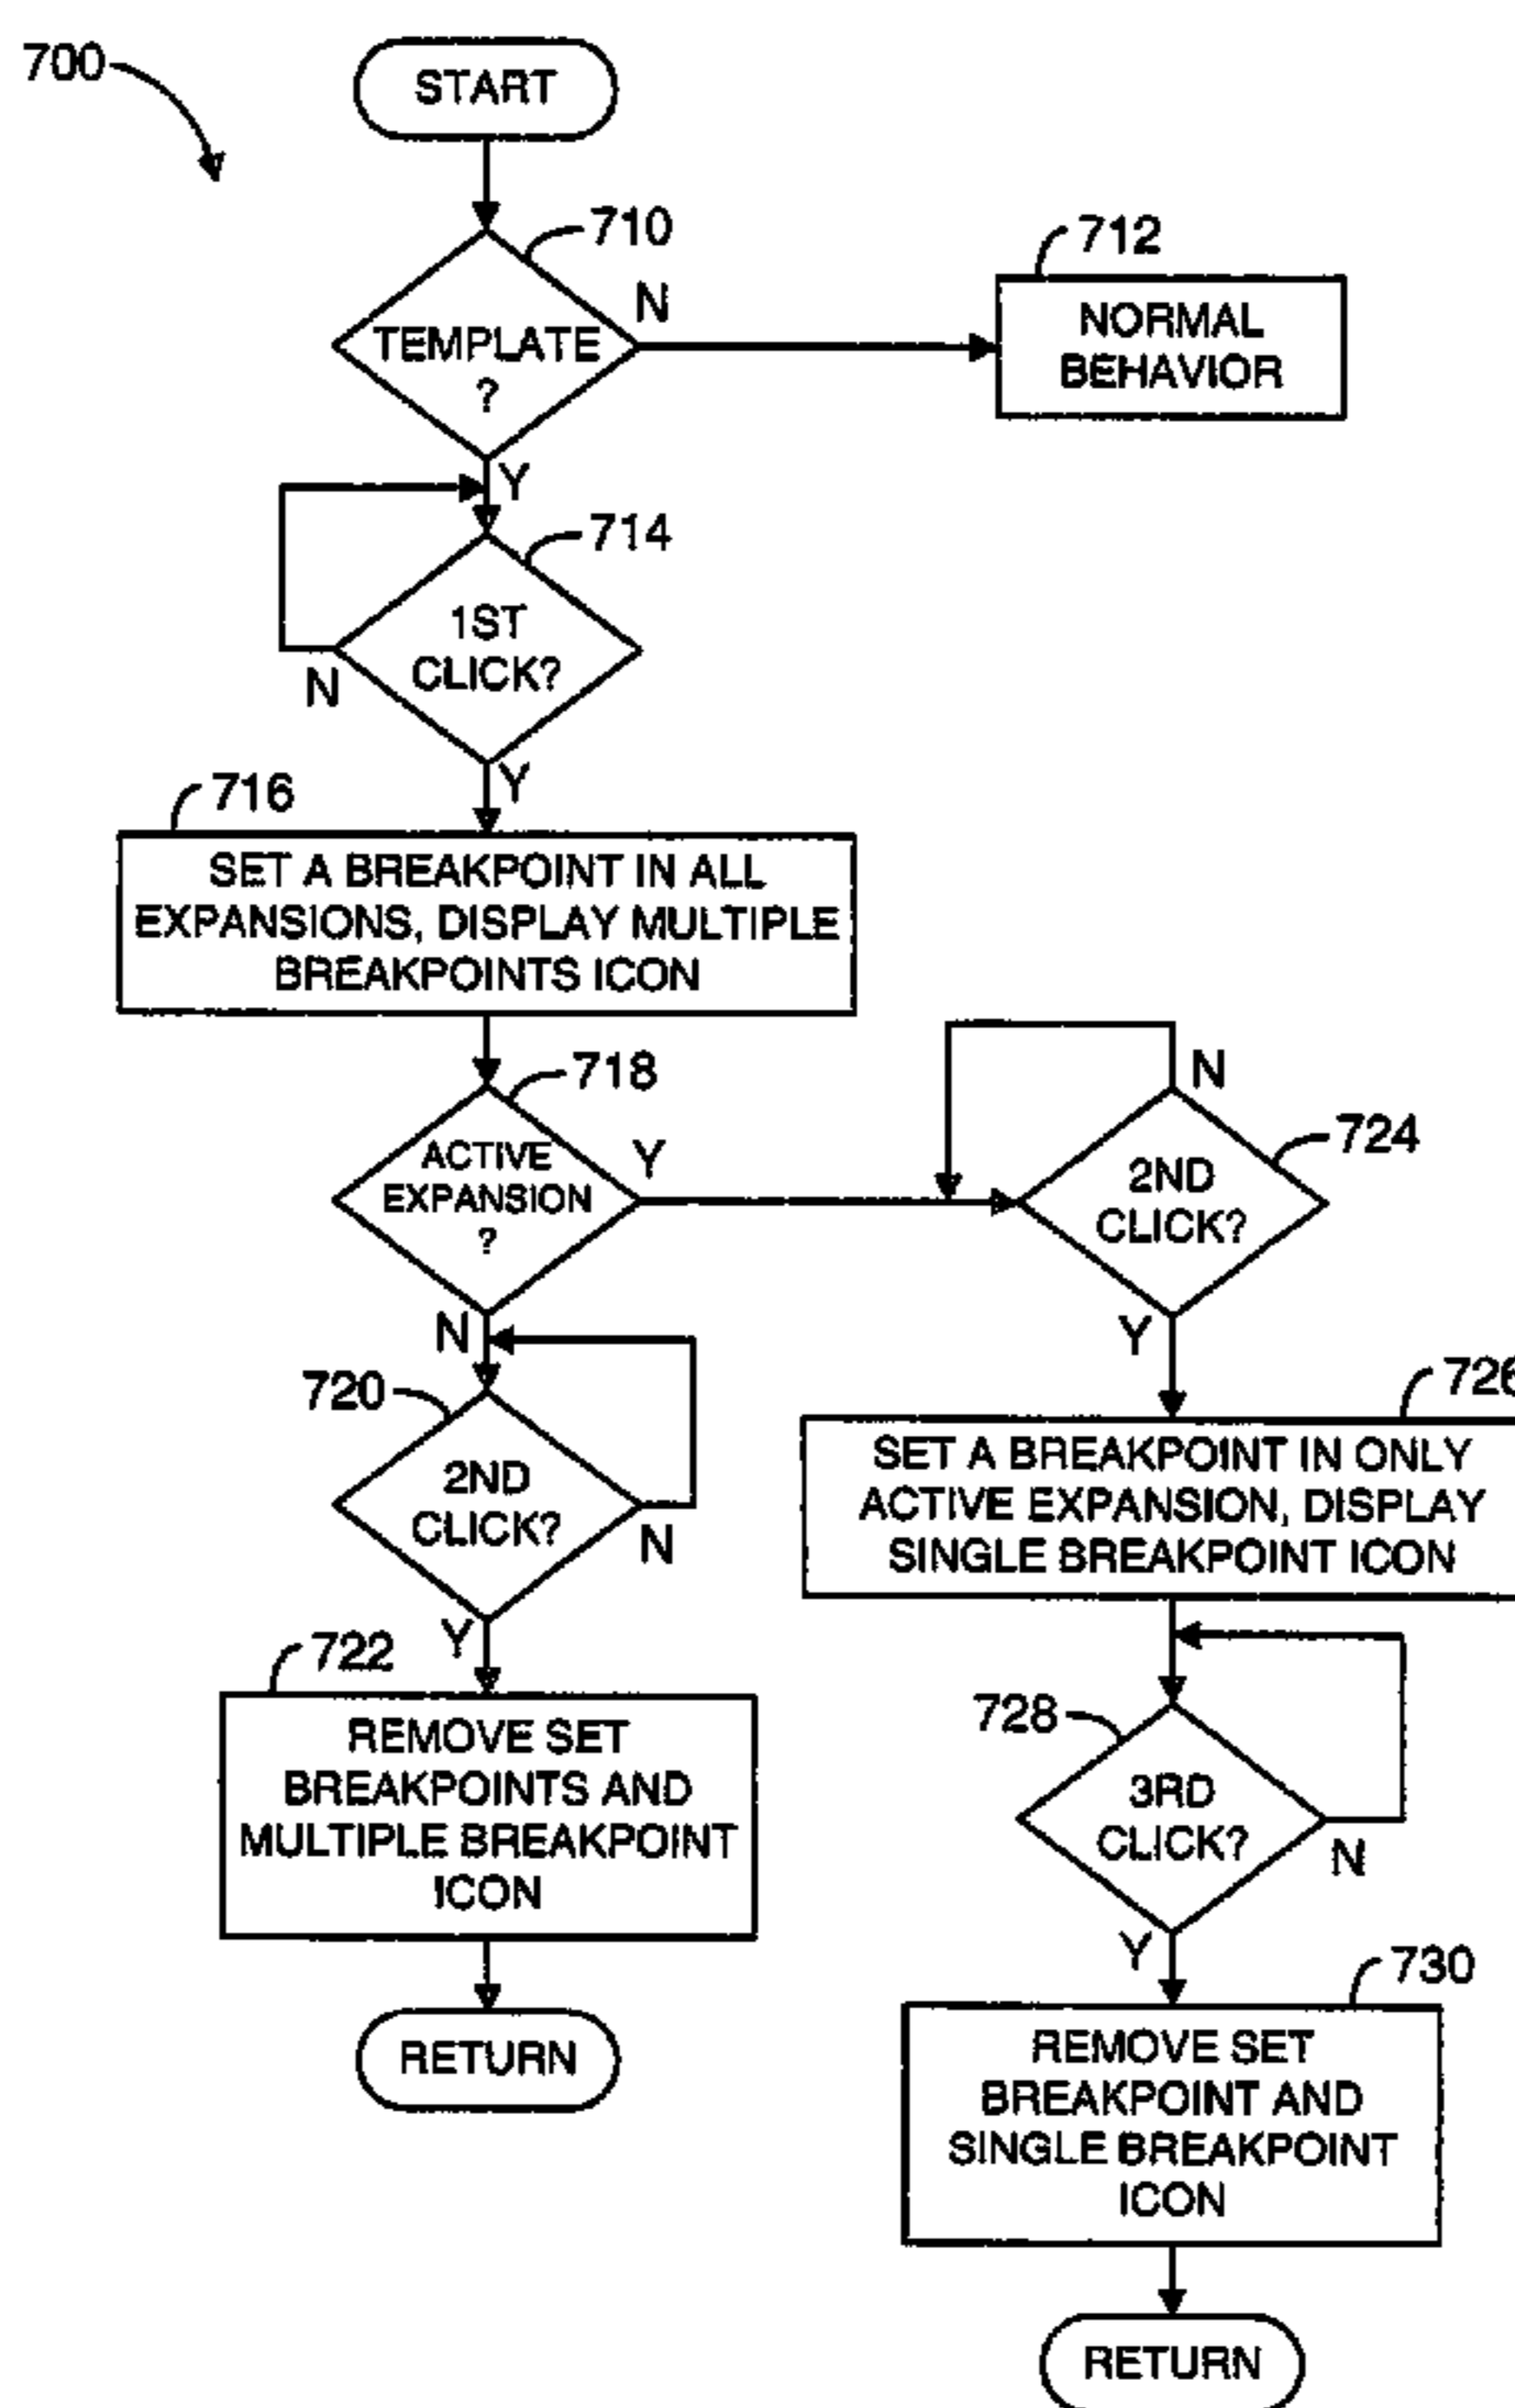 700
START
710
N
712
TEMPLATE
?
NORMAL
BEHAVIOR
Y
714
1ST
CLICK?
N
Y
716
SET A BREAKPOINT IN ALL
EXPANSIONS, DISPLAY MULTIPLE
BREAKPOINTS ICON
718
ACTIVE
EXPANSION
?
Y
N
724
2ND
CLICK?
N
Y
720
2ND
CLICK?
N
Y
726
SET A BREAKPOINT IN ONLY
ACTIVE EXPANSION, DISPLAY
SINGLE BREAKPOINT ICON
722
REMOVE SET
BREAKPOINTS AND
MULTIPLE BREAKPOINT
ICON
RETURN
728
3RD
CLICK?
N
Y
730
REMOVE SET
BREAKPOINT AND
SINGLE BREAKPOINT
ICON
RETURN